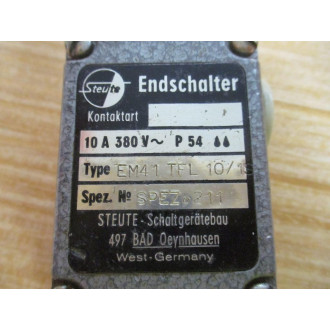 Steute Endschalter
Kontaktart
10 A 380 V~ P 54 💧💧
Type EM41 TFL 10/
Spez. №
STEUTE-Schaltgerätebau
497 BAD Oeynhausen
West-Germany